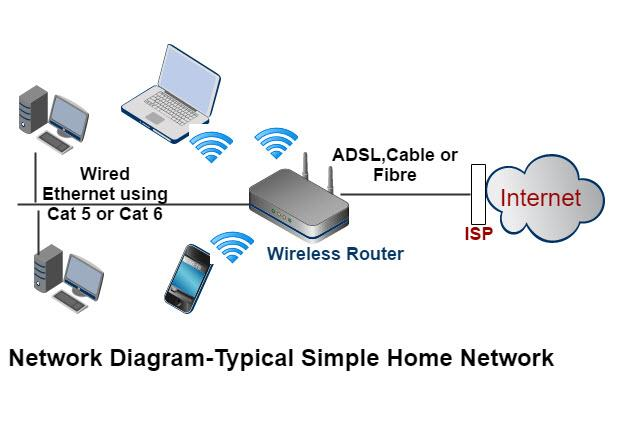 Wired
Ethernet using
Cat 5 or Cat 6
ADSL,Cable or
Fibre
Internet
ISP
Wireless Router
Network Diagram-Typical Simple Home Network